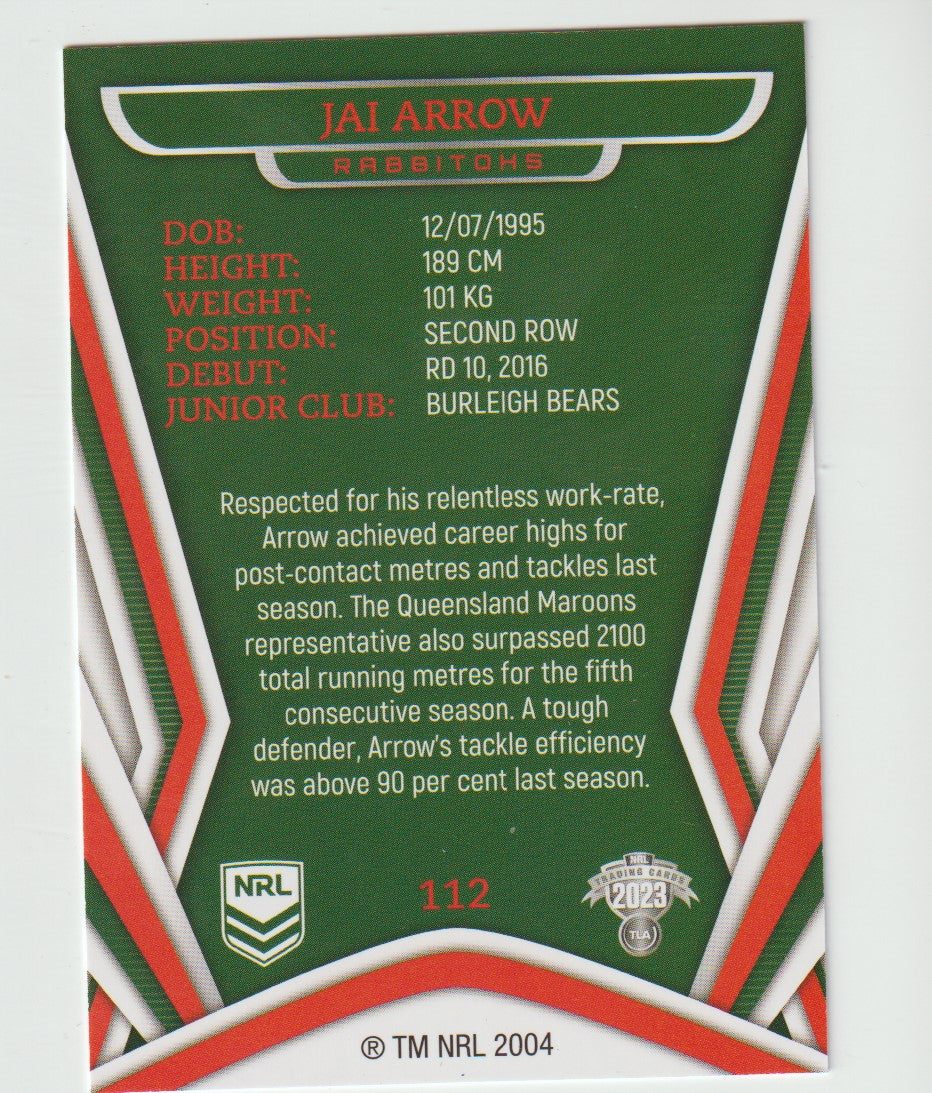 JAI ARROW
RABBITOHS
DOB: 12/07/1995
HEIGHT: 189 CM
WEIGHT: 101 KG
POSITION: SECOND ROW
DEBUT: RD 10, 2016
JUNIOR CLUB: BURLEIGH BEARS
Respected for his relentless work-rate,
Arrow achieved career highs for
post-contact metres and tackles last
season. The Queensland Maroons
representative also surpassed 2100
total running metres for the fifth
consecutive season. A tough
defender, Arrow's tackle efficiency
was above 90 per cent last season.
NRL
112
NRL
TRADING CARDS
2023
TLA
® TM NRL 2004